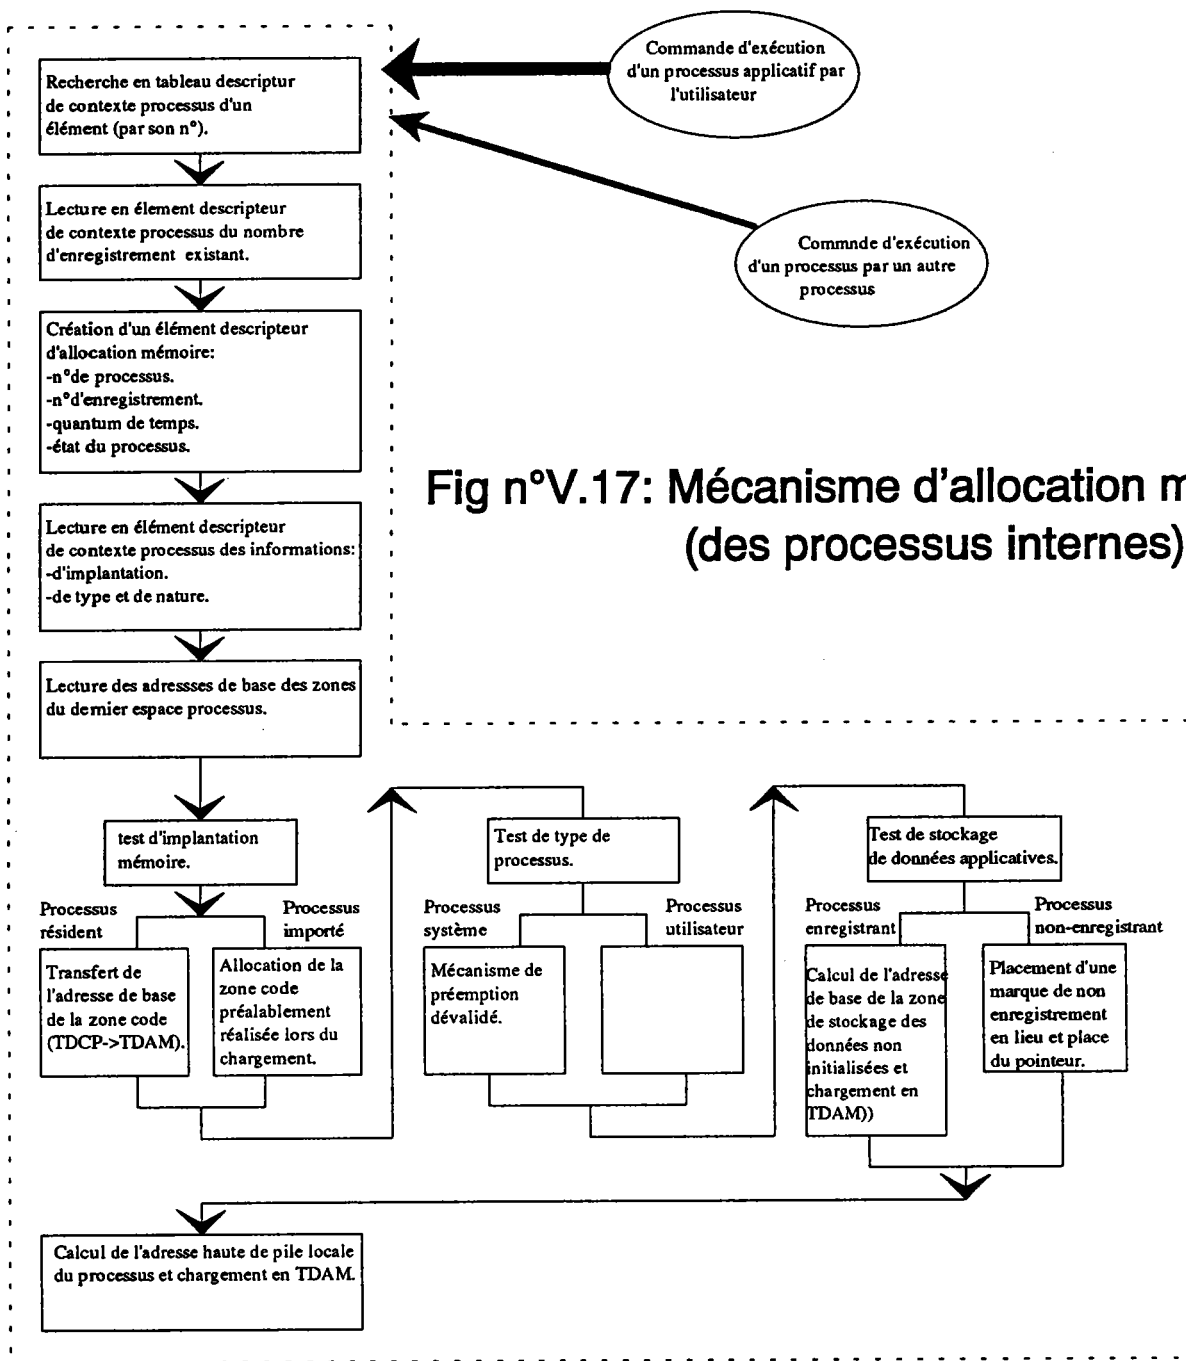 Commande d'exécution
d'un processus applicatif par
l'utilisateur
Recherche en tableau descriptur
de contexte processus d'un
élément (par son n°).
Lecture en élement descripteur
de contexte processus du nombre
d'enregistrement existant.
Commnde d'exécution
d'un processus par un autre
processus
Création d'un élément descripteur
d'allocation mémoire:
-n°de processus.
-n°d'enregistrement.
-quantum de temps.
-état du processus.
Fig n°V.17: Mécanisme d'allocation
(des processus internes)
Lecture en élément descripteur
de contexte processus des informations:
-d'implantation.
-de type et de nature.
Lecture des adressses de base des zones
du dernier espace processus.
test d'implantation
mémoire.
Processus
résident
Processus
importé
Transfert de
l'adresse de base
de la zone code
(TDCP->TDAM).
Allocation de la
zone code
préalablement
réalisée lors du
chargement.
Test de type de
processus.
Processus
système
Processus
utilisateur
Mécanisme de
préemption
dévalidé.
Test de stockage
de données applicatives.
Processus
enregistrant
Processus
non-enregistrant
Calcul de l'adresse
de base de la zone
de stockage des
données non
initialisées et
chargement en
TDAM))
Placement d'une
marque de non
enregistrement
en lieu et place
du pointeur.
Calcul de l'adresse haute de pile locale
du processus et chargement en TDAM.